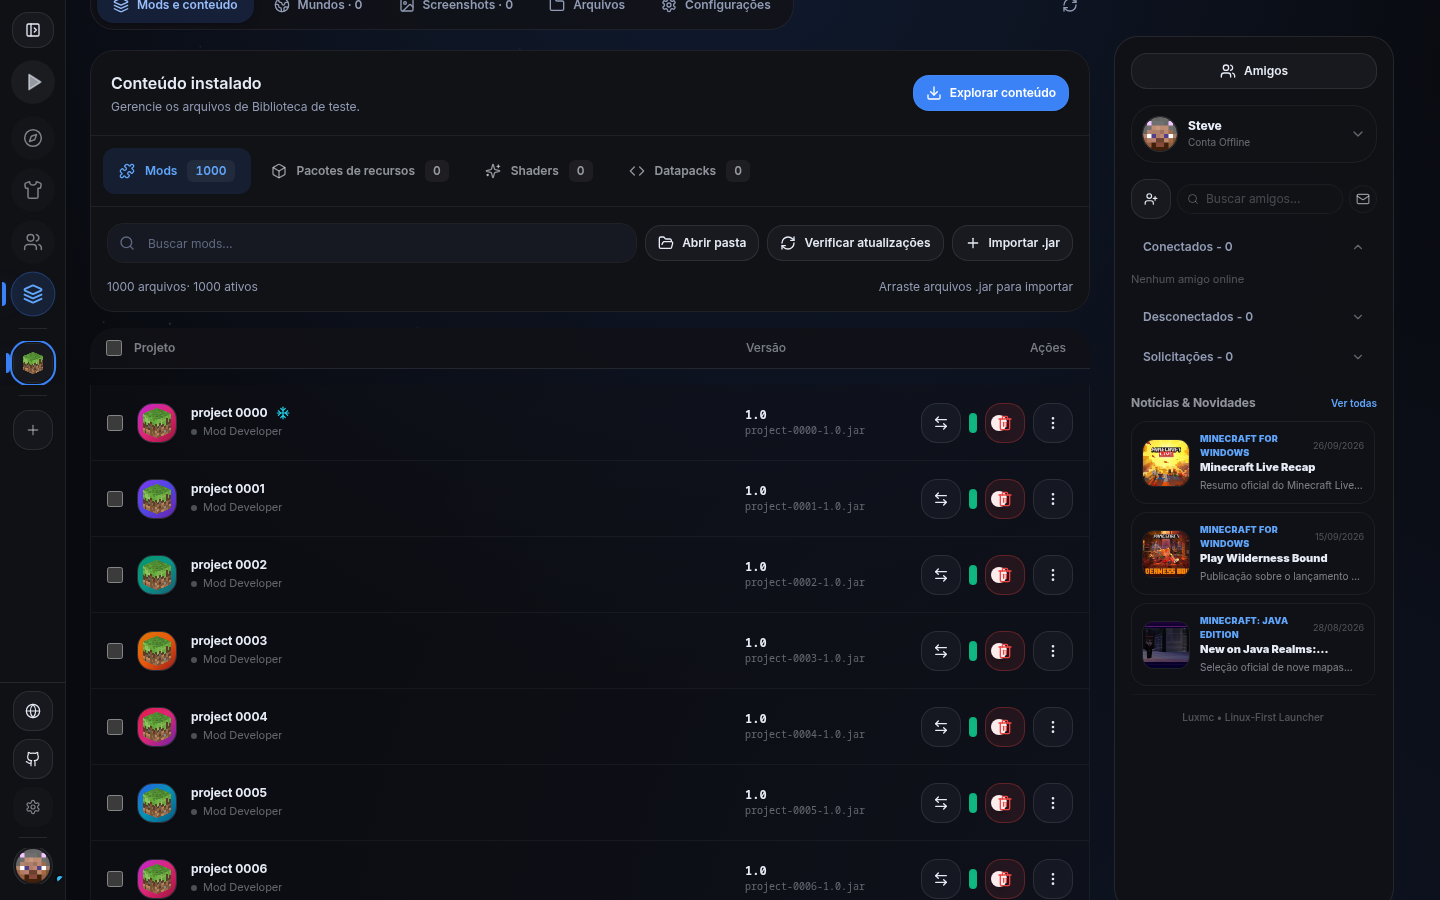 Mods e conteúdo
Mundos · 0
Screenshots · 0
Arquivos
Configurações
Conteúdo instalado
Gerencie os arquivos de Biblioteca de teste.
Explorar conteúdo
Mods 1000
Pacotes de recursos 0
Shaders 0
Datapacks 0
Buscar mods...
Abrir pasta
Verificar atualizações
Importar .jar
1000 arquivos· 1000 ativos
Arraste arquivos .jar para importar
Projeto
Versão
Ações
project 0000
Mod Developer
1.0
project-0000-1.0.jar
project 0001
Mod Developer
1.0
project-0001-1.0.jar
project 0002
Mod Developer
1.0
project-0002-1.0.jar
project 0003
Mod Developer
1.0
project-0003-1.0.jar
project 0004
Mod Developer
1.0
project-0004-1.0.jar
project 0005
Mod Developer
1.0
project-0005-1.0.jar
project 0006
Mod Developer
1.0
project-0006-1.0.jar
Amigos
Steve
Conta Offline
Buscar amigos...
Conectados - 0
Nenhum amigo online
Desconectados - 0
Solicitações - 0
Notícias & Novidades
Ver todas
MINECRAFT FOR
WINDOWS
26/09/2026
Minecraft Live Recap
Resumo oficial do Minecraft Live...
MINECRAFT FOR
WINDOWS
15/09/2026
Play Wilderness Bound
Publicação sobre o lançamento ...
MINECRAFT: JAVA
EDITION
28/08/2026
New on Java Realms:...
Seleção oficial de nove mapas...
Luxmc • Linux-First Launcher